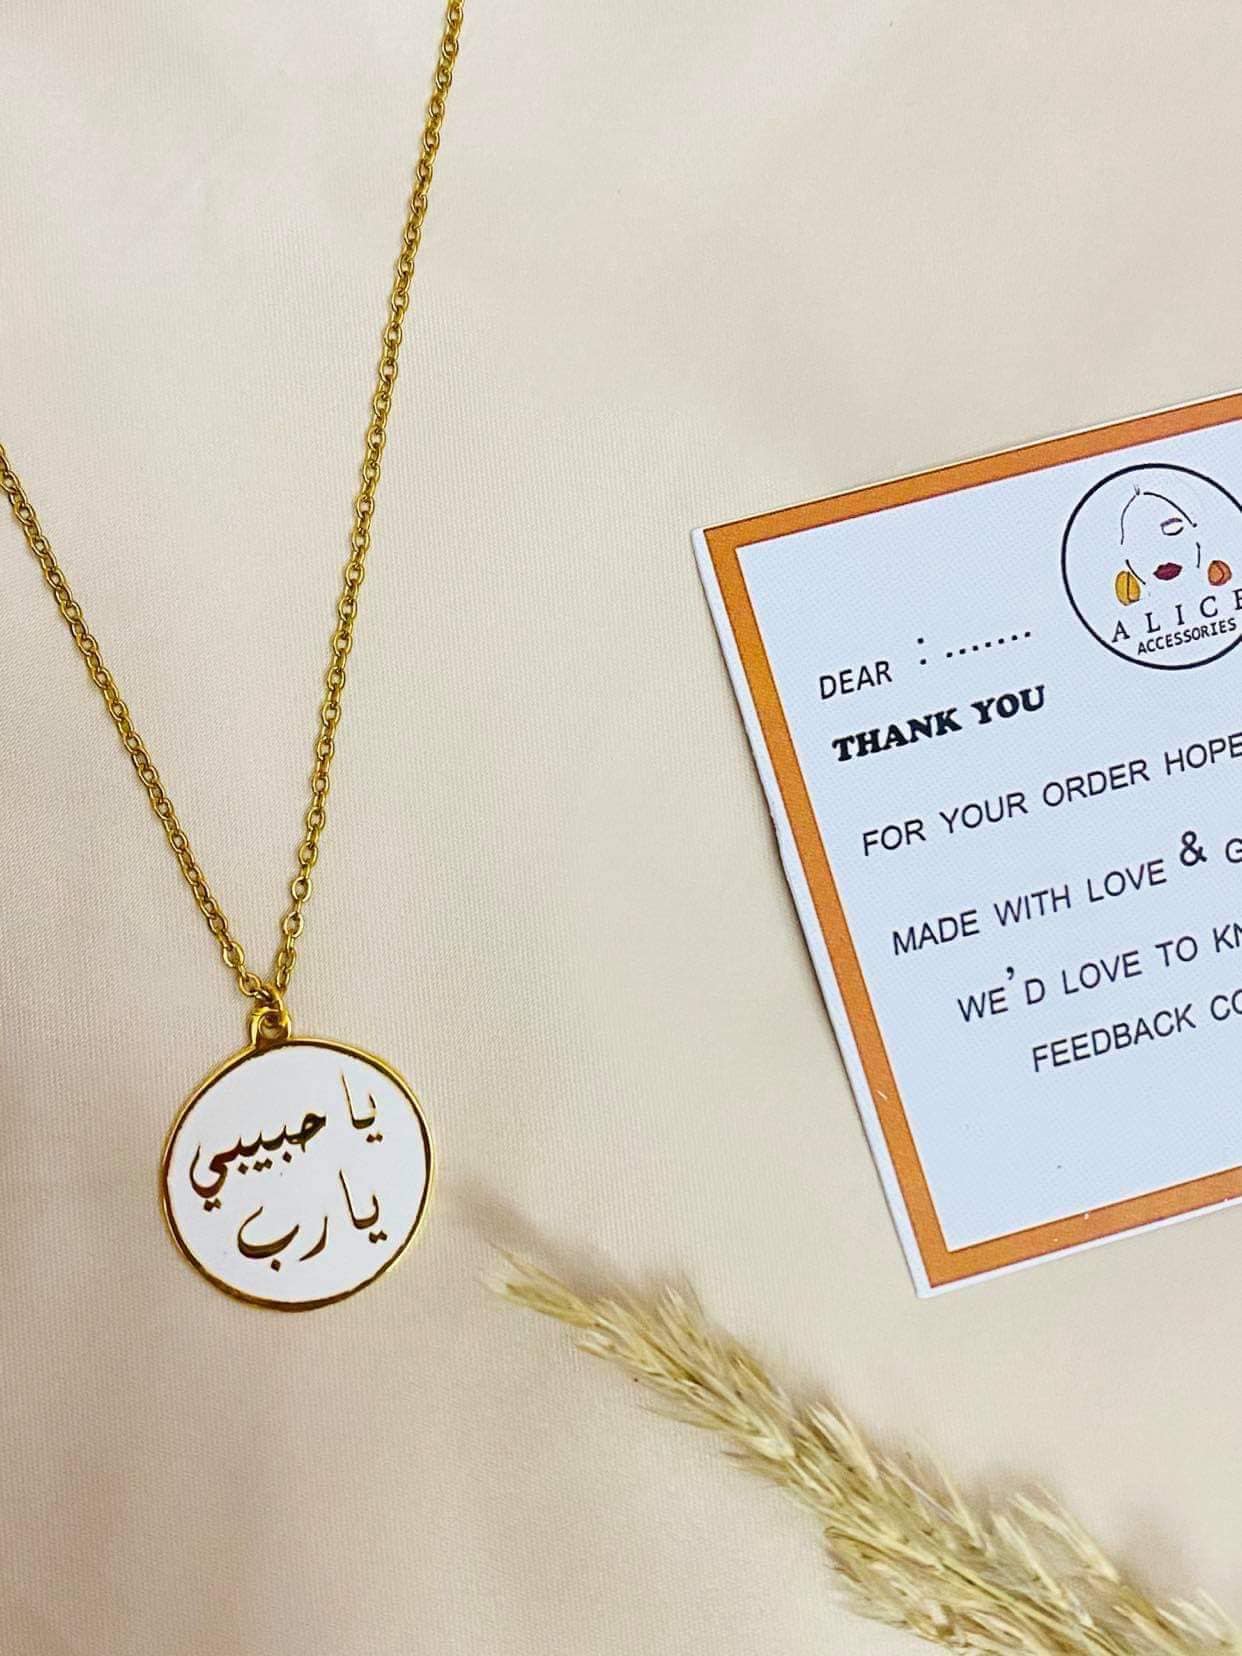 يا حبيبي
يا رب
ALICE
ACCESSORIES
DEAR : .......
THANK YOU
FOR YOUR ORDER HOPE
MADE WITH LOVE &
WE'D LOVE TO
FEEDBACK